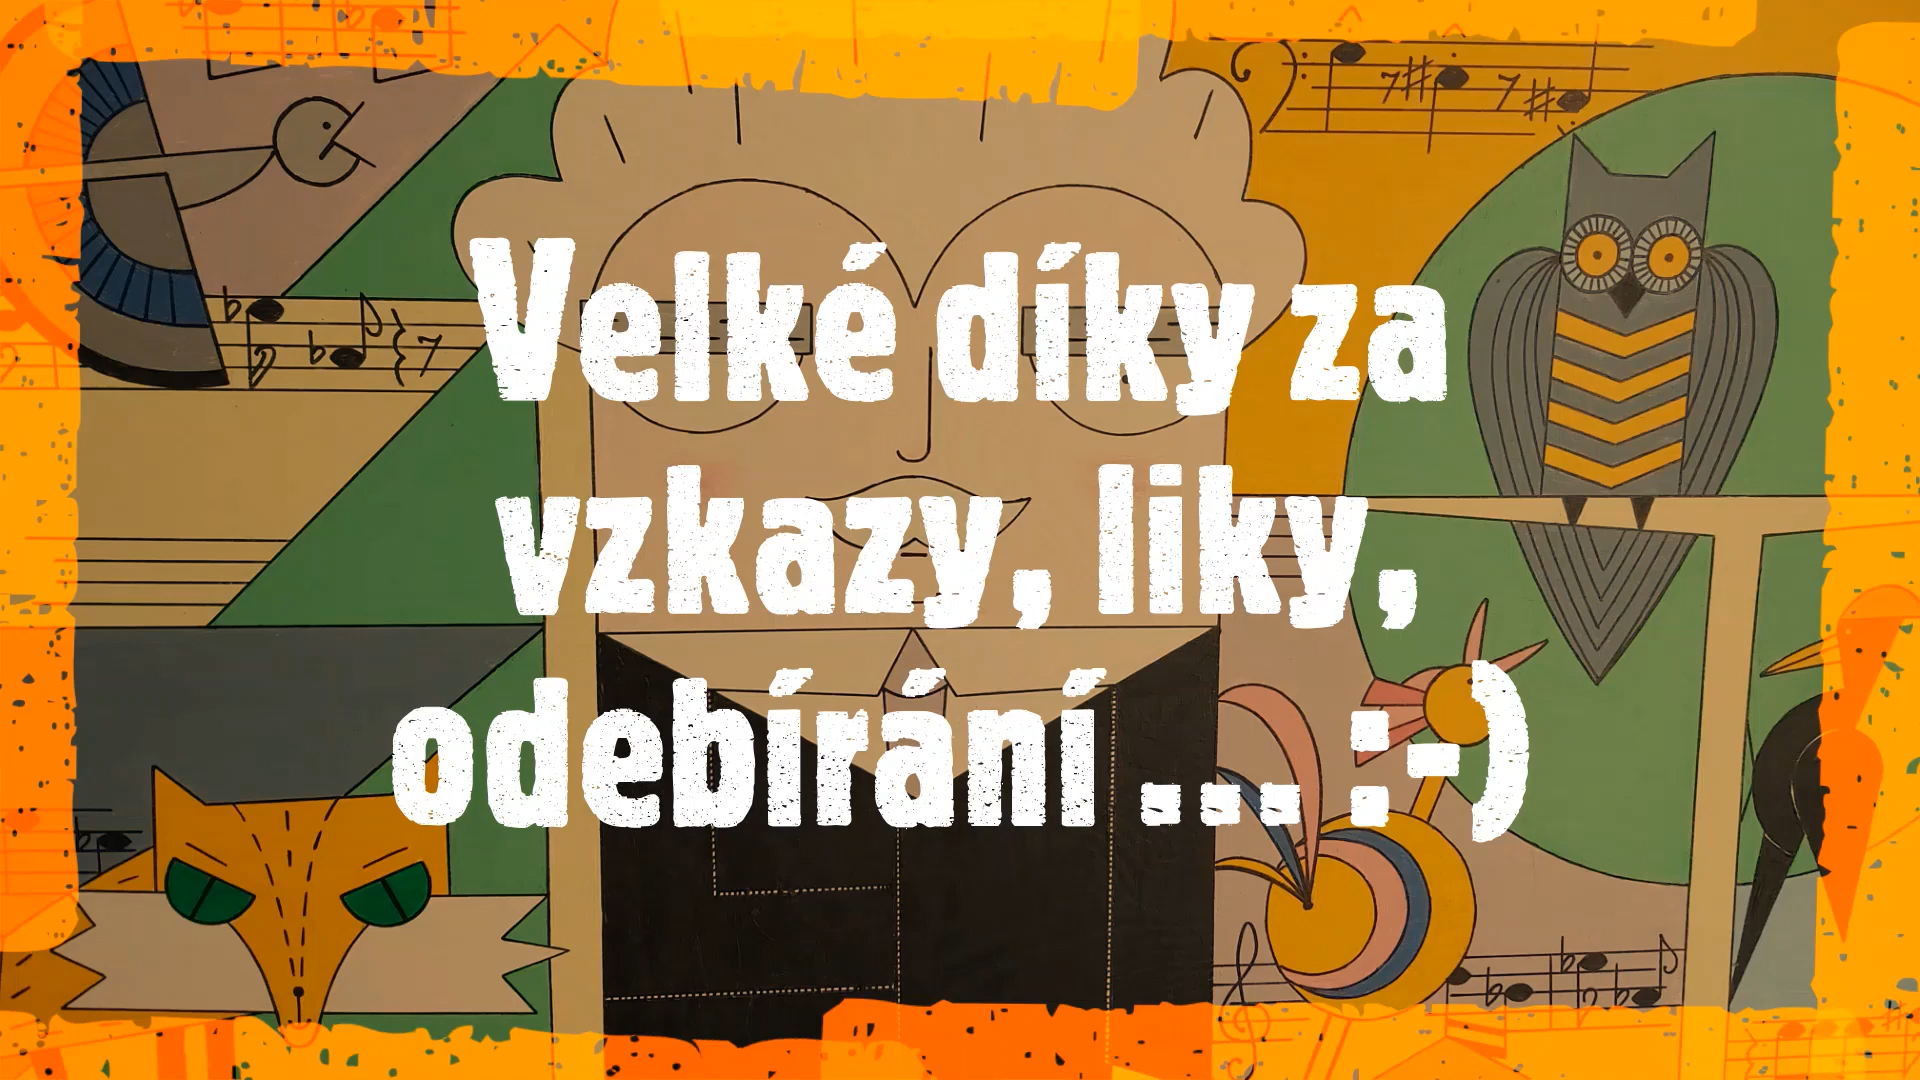 Velké díky za
vzkazy, liky,
odebírání ... :-)